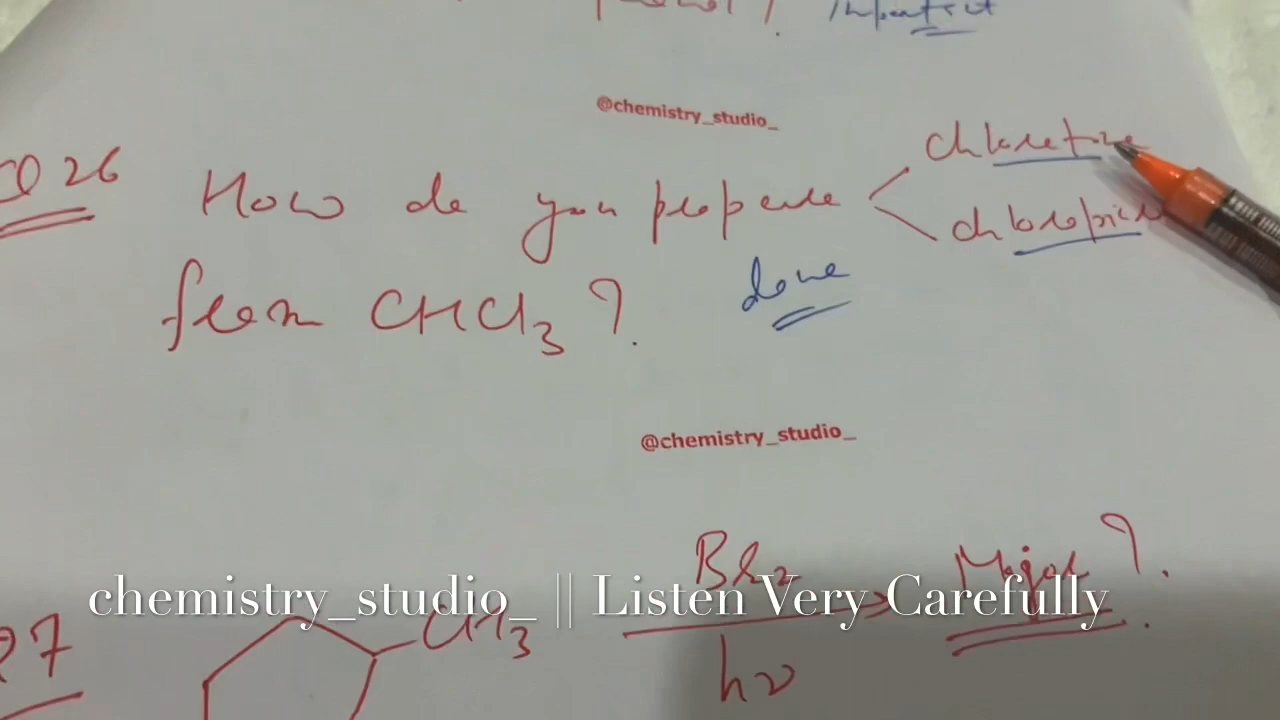 Important
@chemistry_studio_
Q 26 How do you prepare chloretone
chloropicrin
from CHCl3 ? done
@chemistry_studio_
Br2 Major ?
chemistry_studio_ || Listen Very Carefully
27 CH3
hν